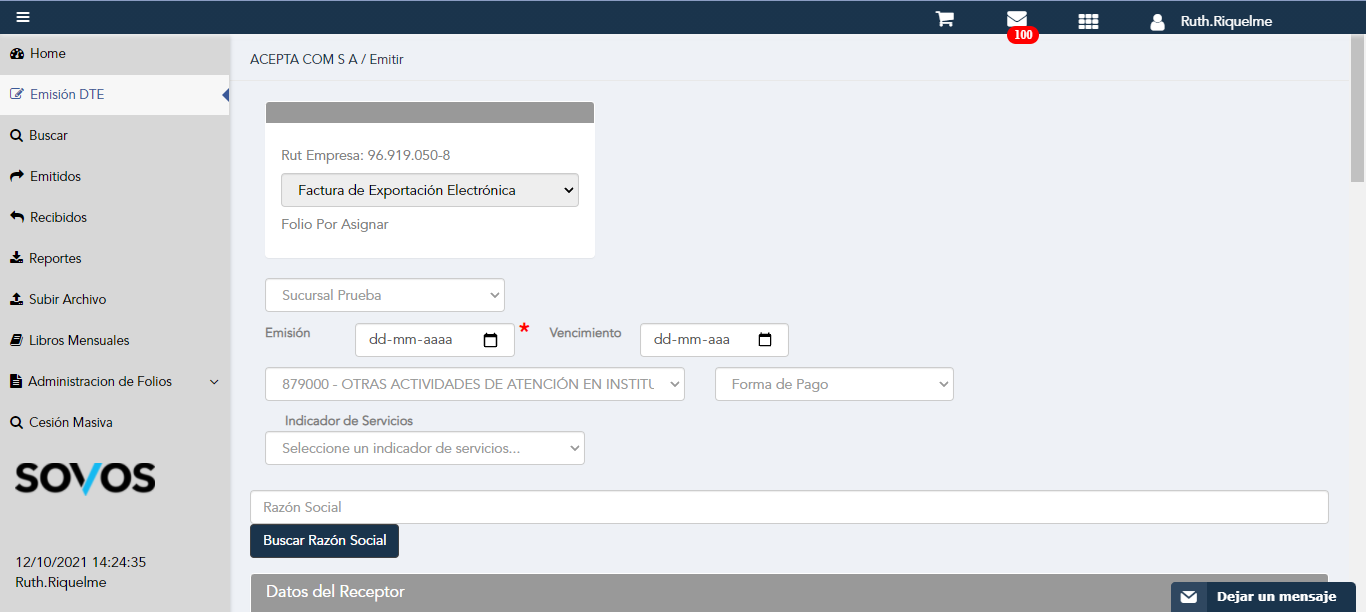 Ruth.Riquelme
100
Home
Emisión DTE
Buscar
Emitidos
Recibidos
Reportes
Subir Archivo
Libros Mensuales
Administracion de Folios
Cesión Masiva
SOVOS
12/10/2021 14:24:35
Ruth.Riquelme
ACEPTA COM S A / Emitir
Rut Empresa: 96.919.050-8
Factura de Exportación Electrónica
Folio Por Asignar
Sucursal Prueba
Emisión dd-mm-aaaa * Vencimiento dd-mm-aaa
879000 - OTRAS ACTIVIDADES DE ATENCIÓN EN INSTITU Forma de Pago
Indicador de Servicios
Seleccione un indicador de servicios...
Razón Social
Buscar Razón Social
Datos del Receptor
Dejar un mensaje